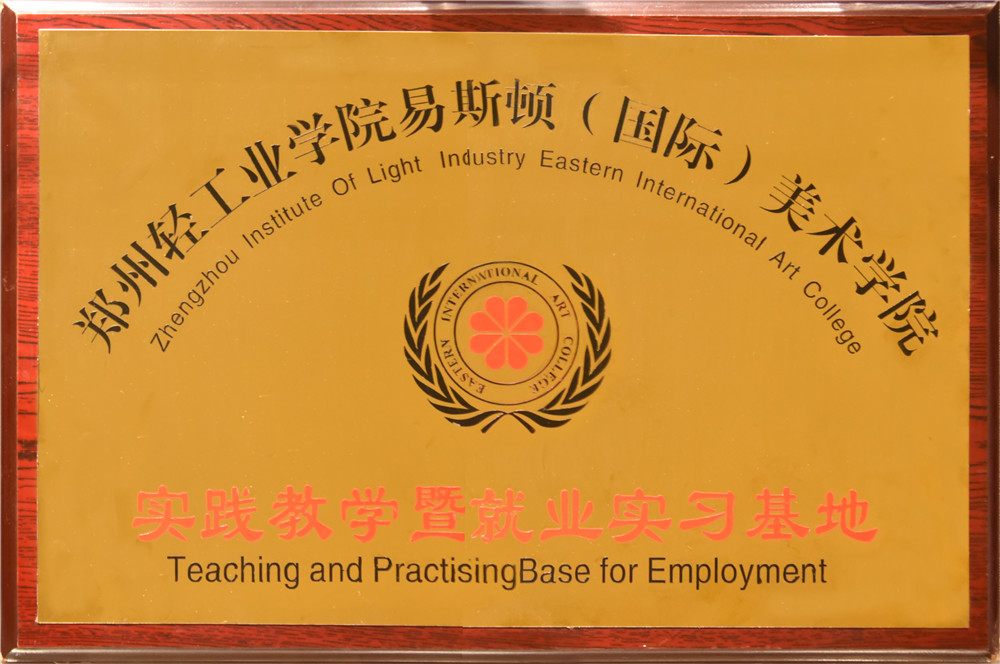 郑州轻工业学院易斯顿（国际）美术学院
Zhengzhou Institute Of Light Industry Eastern International Art College
EASTERN INTERNATIONAL ART COLLEGE
实践教学暨就业实习基地
Teaching and PractisingBase for Employment